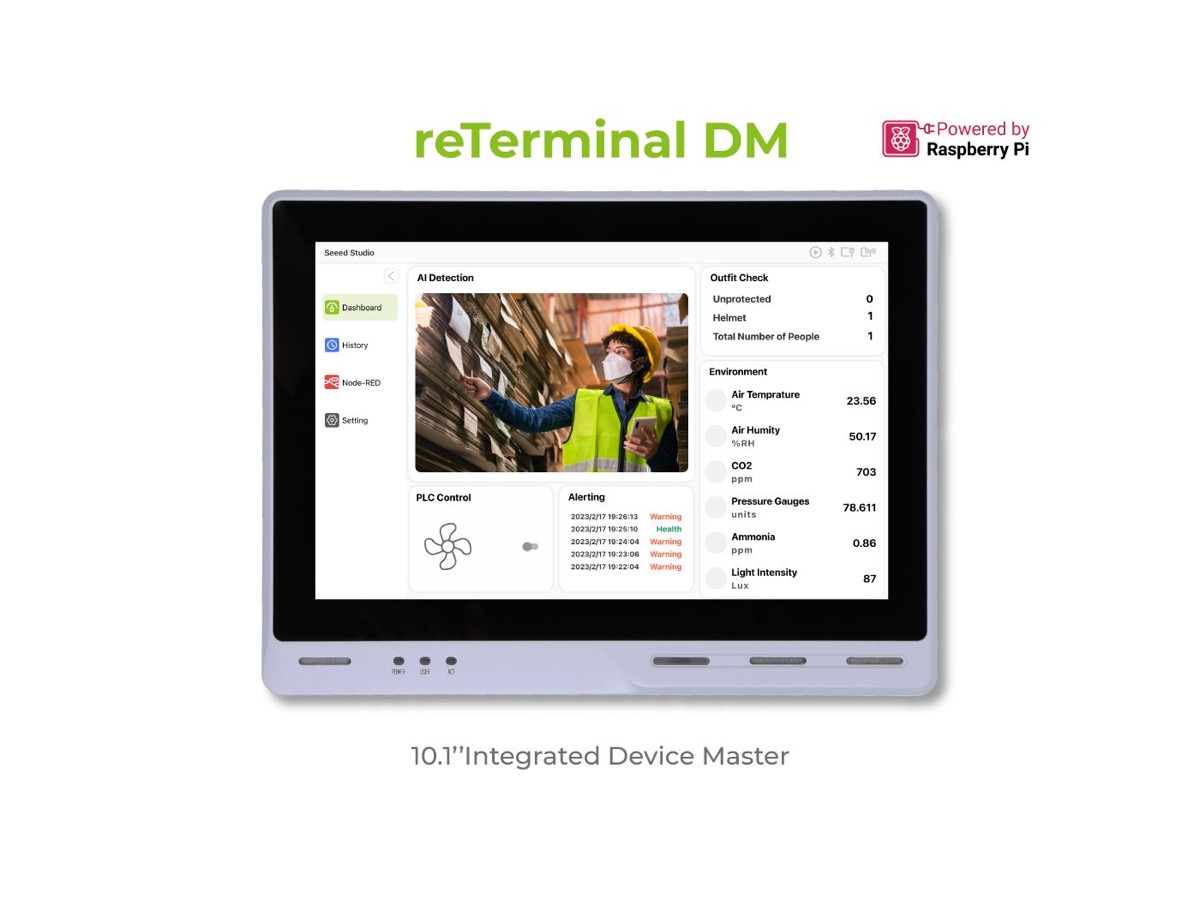 reTerminal DM
Powered by
Raspberry Pi
Seeed Studio
Dashboard
History
Node-RED
Setting
AI Detection
PLC Control
Alerting
2023/2/17 19:26:13 Warning
2023/2/17 19:25:10 Health
2023/2/17 19:24:04 Warning
2023/2/17 19:23:06 Warning
2023/2/17 19:22:04 Warning
Outfit Check
Unprotected 0
Helmet 1
Total Number of People 1
Environment
Air Temprature 23.56
°C
Air Humity 50.17
%RH
CO2 703
ppm
Pressure Gauges 78.611
units
Ammonia 0.86
ppm
Light Intensity 87
Lux
POWER USER ACT
10.1’’Integrated Device Master